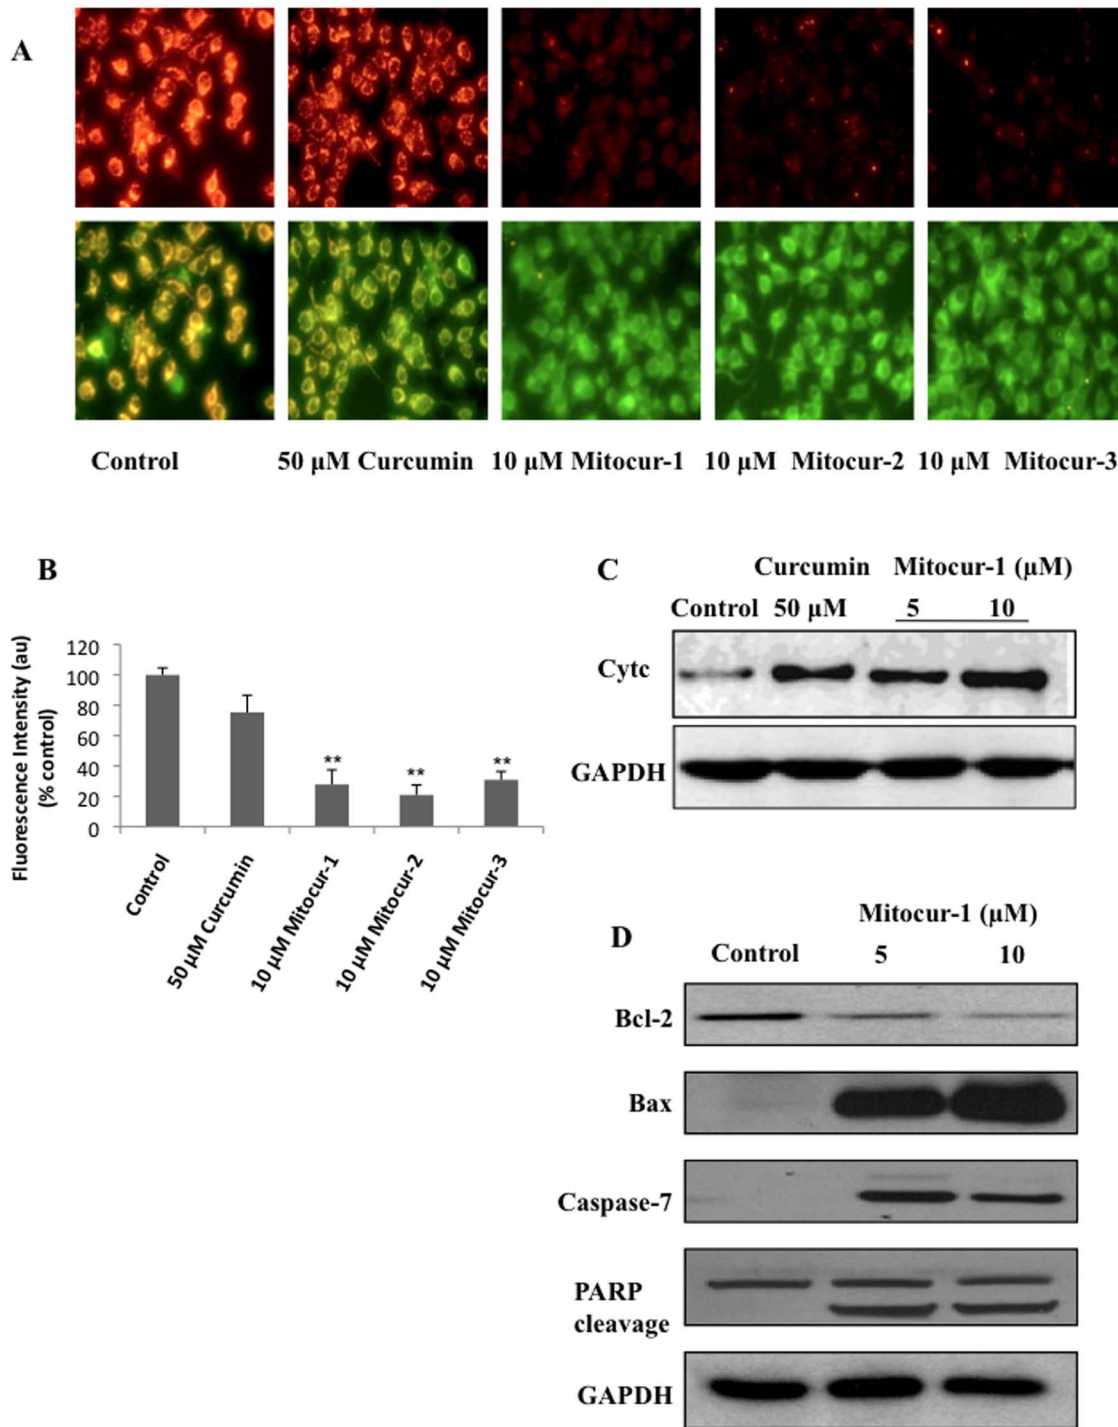 A
Control
50 μM Curcumin
10 μM Mitocur-1
10 μM Mitocur-2
10 μM Mitocur-3
B
Fluorescence Intensity (au)
(% control)
120
100
80
60
40
20
0
**
**
**
Control
50 μM Curcumin
10 μM Mitocur-1
10 μM Mitocur-2
10 μM Mitocur-3
C
Curcumin Mitocur-1 (μM)
Control 50 μM 5 10
Cytc
GAPDH
D
Mitocur-1 (μM)
Control 5 10
Bcl-2
Bax
Caspase-7
PARP
cleavage
GAPDH